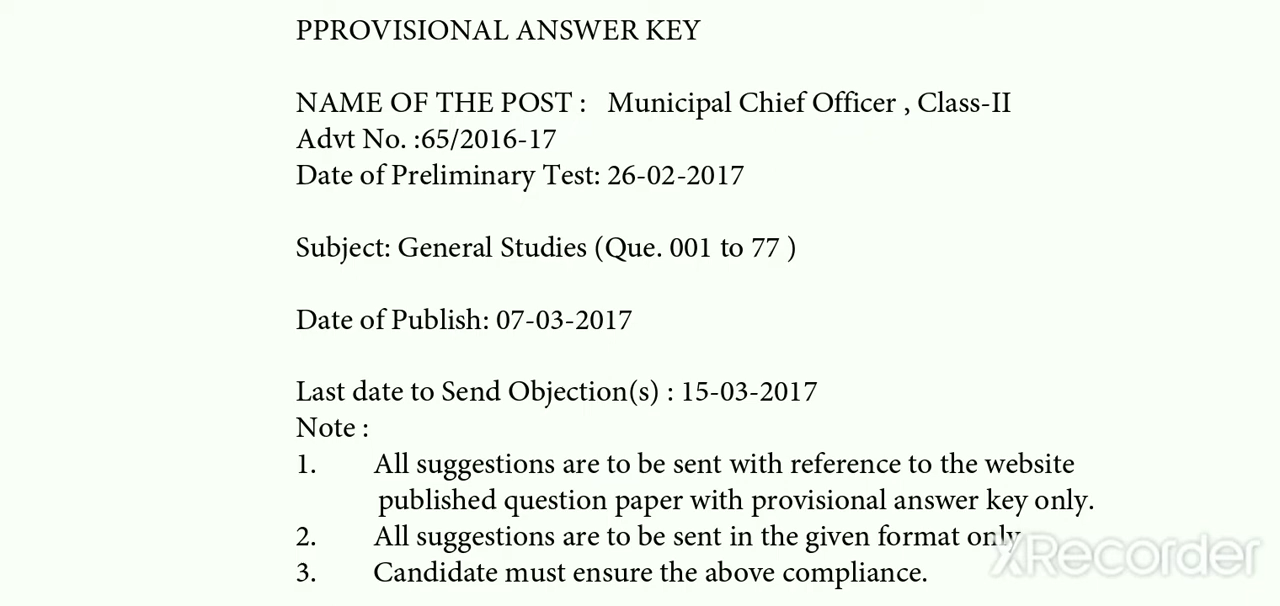 PPROVISIONAL ANSWER KEY
NAME OF THE POST :   Municipal Chief Officer , Class-II
Advt No. :65/2016-17
Date of Preliminary Test: 26-02-2017
Subject: General Studies (Que. 001 to 77 )
Date of Publish: 07-03-2017
Last date to Send Objection(s) : 15-03-2017
Note :
1. All suggestions are to be sent with reference to the website
published question paper with provisional answer key only.
2. All suggestions are to be sent in the given format only
3. Candidate must ensure the above compliance.
XRecorder